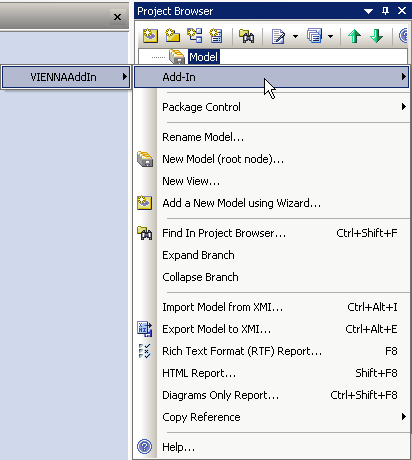 Project Browser
Model
VIENNAAddIn
Add-In
Package Control
Rename Model...
New Model (root node)...
New View...
Add a New Model using Wizard...
Find In Project Browser... Ctrl+Shift+F
Expand Branch
Collapse Branch
Import Model from XMI... Ctrl+Alt+I
Export Model to XMI... Ctrl+Alt+E
Rich Text Format (RTF) Report... F8
HTML Report... Shift+F8
Diagrams Only Report... Ctrl+Shift+F8
Copy Reference
Help...